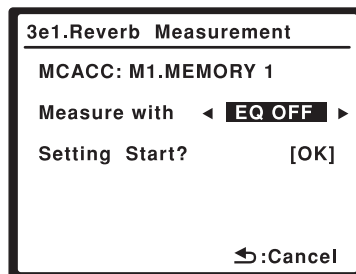 3e1.Reverb Measurement
MCACC: M1.MEMORY 1
Measure with ◄ EQ OFF ►
Setting Start? [OK]
:Cancel